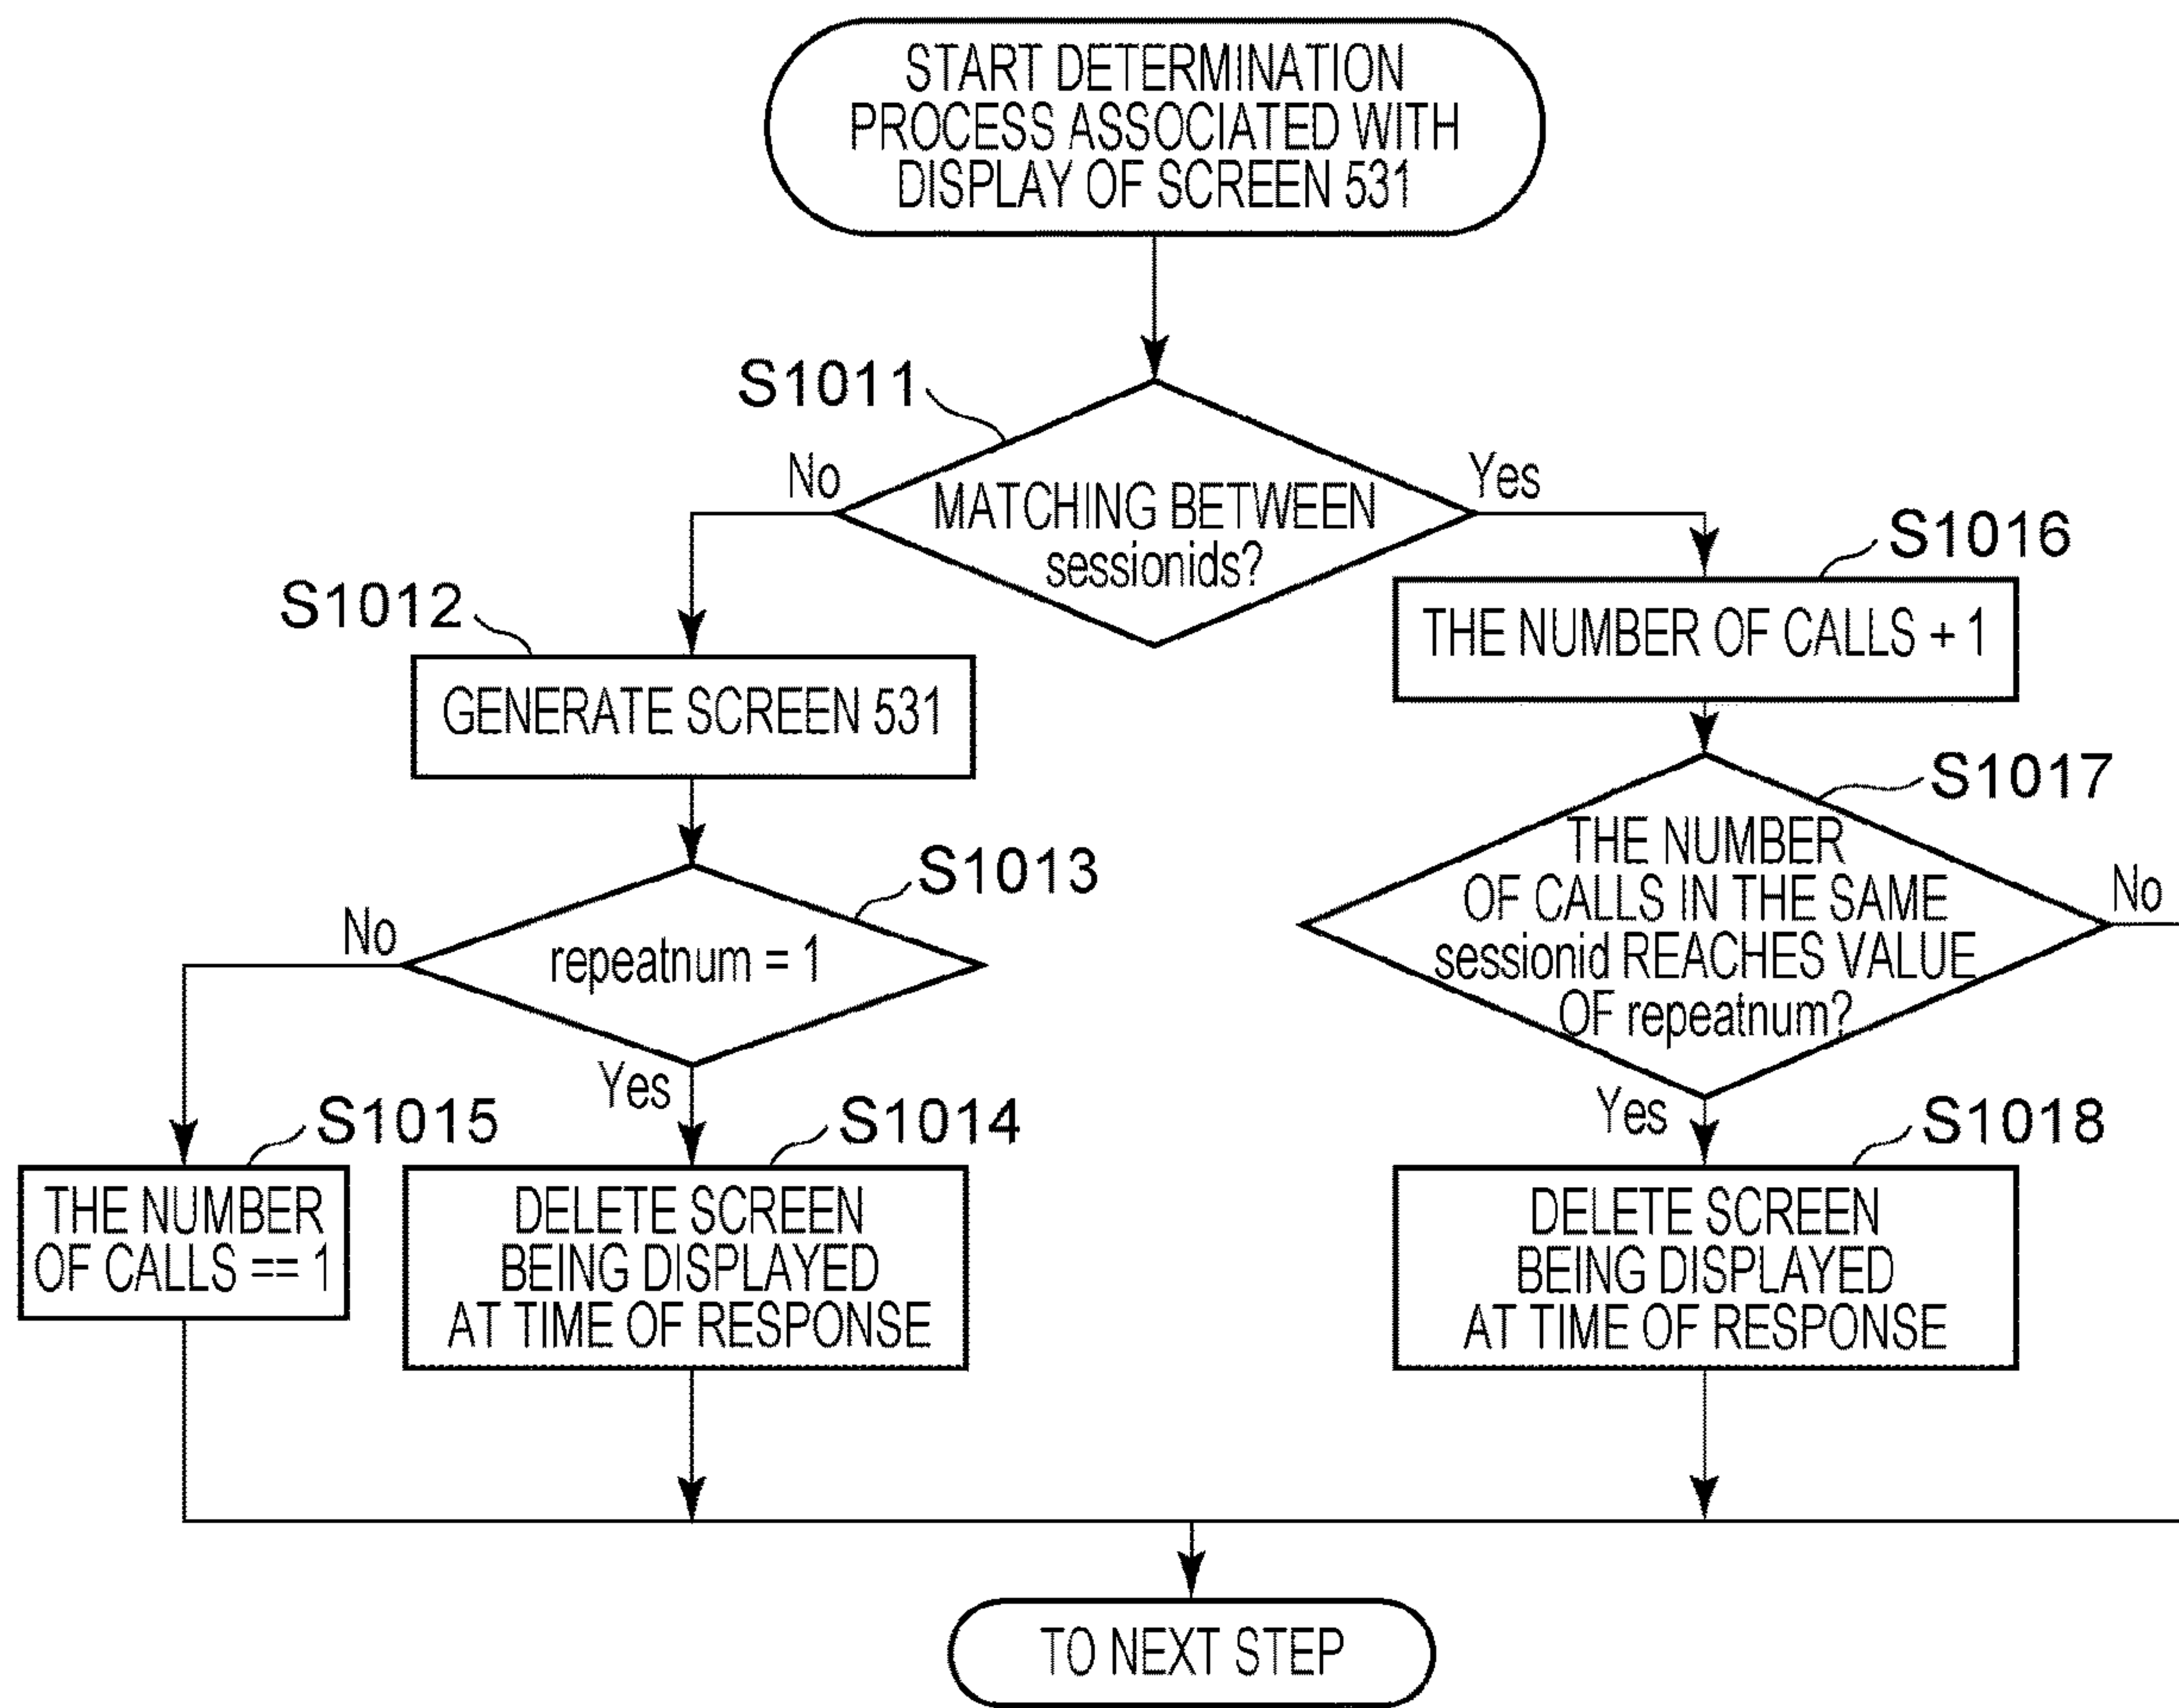 START DETERMINATION
PROCESS ASSOCIATED WITH
DISPLAY OF SCREEN 531
S1011
No
Yes
MATCHING BETWEEN
sessionids?
S1016
THE NUMBER OF CALLS + 1
S1012
GENERATE SCREEN 531
S1017
THE NUMBER
OF CALLS IN THE SAME
sessionid REACHES VALUE
OF repeatnum?
No
S1013
No
repeatnum = 1
Yes
Yes
S1015
THE NUMBER
OF CALLS == 1
S1014
DELETE SCREEN
BEING DISPLAYED
AT TIME OF RESPONSE
S1018
DELETE SCREEN
BEING DISPLAYED
AT TIME OF RESPONSE
TO NEXT STEP